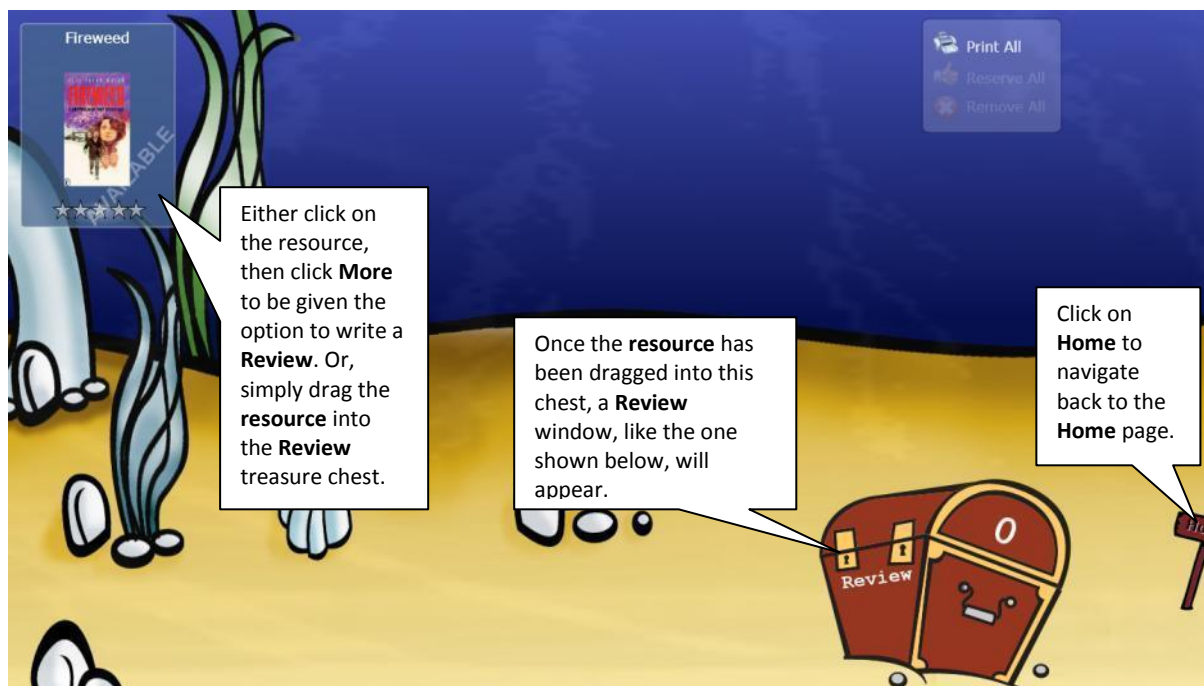 Fireweed
FIREWEED
AVAILABLE
Print All
Reserve All
Remove All
Either click on
the resource,
then click More
to be given the
option to write a
Review. Or,
simply drag the
resource into
the Review
treasure chest.
Once the resource has
been dragged into this
chest, a Review
window, like the one
shown below, will
appear.
Click on
Home to
navigate
back to the
Home page.
0
Review
Ho